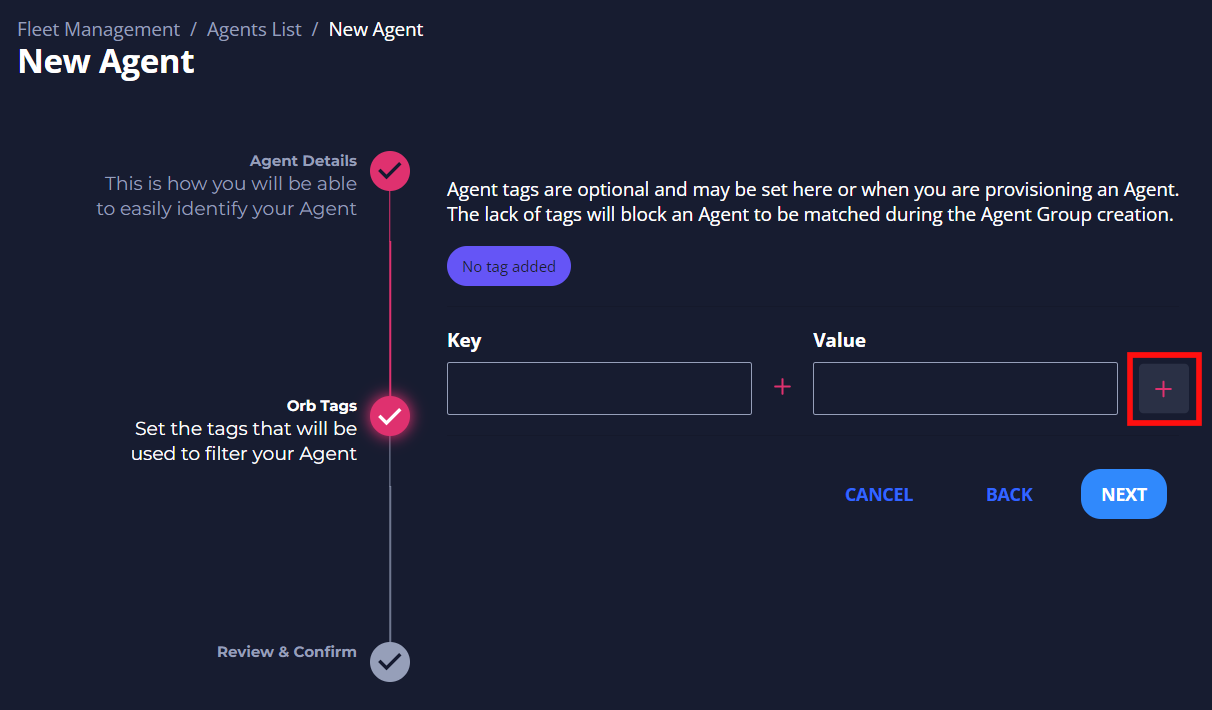 Fleet Management / Agents List / New Agent
New Agent
Agent Details
This is how you will be able
to easily identify your Agent
Orb Tags
Set the tags that will be
used to filter your Agent
Review & Confirm
Agent tags are optional and may be set here or when you are provisioning an Agent.
The lack of tags will block an Agent to be matched during the Agent Group creation.
No tag added
Key
Value
+
+
CANCEL
BACK
NEXT